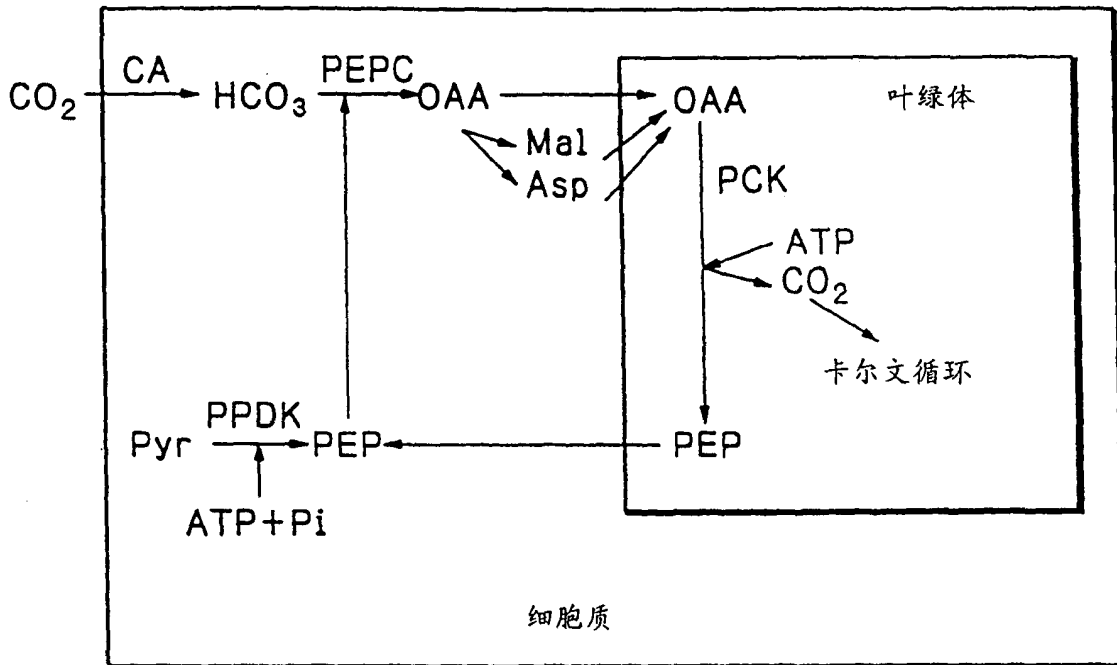 CA
PEPC
CO₂
HCO₃
OAA
OAA
叶绿体
Mal
Asp
PCK
ATP
CO₂
卡尔文循环
PPDK
Pyr
PEP
PEP
ATP+Pi
细胞质